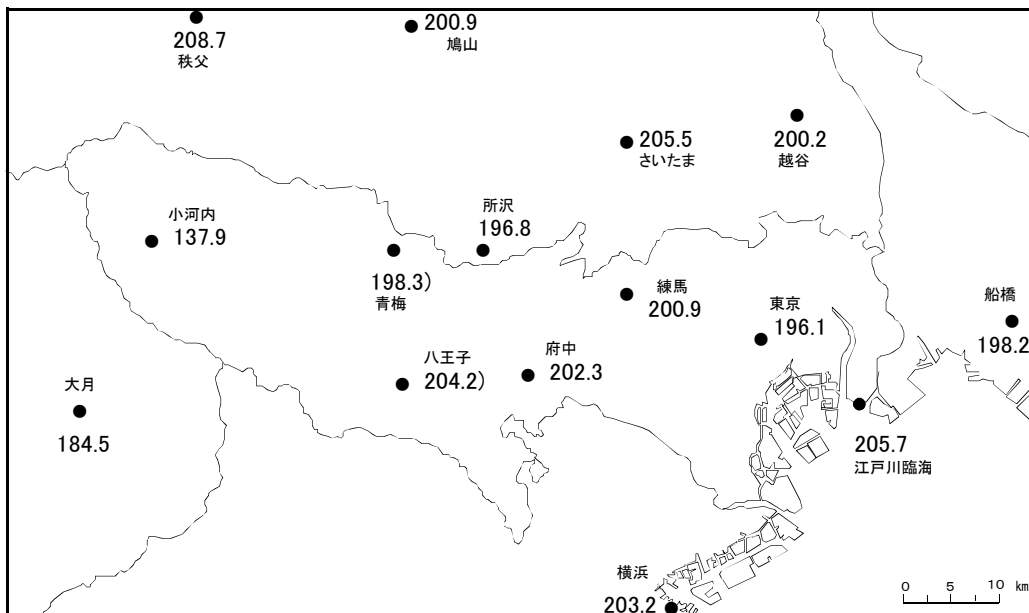 200.9
鳩山
208.7
秩父
205.5
さいたま
200.2
越谷
小河内
137.9
所沢
196.8
198.3)
青梅
練馬
200.9
東京
196.1
船橋
198.2
八王子
204.2)
府中
202.3
大月
184.5
205.7
江戸川臨海
横浜
203.2
0 5 10 km